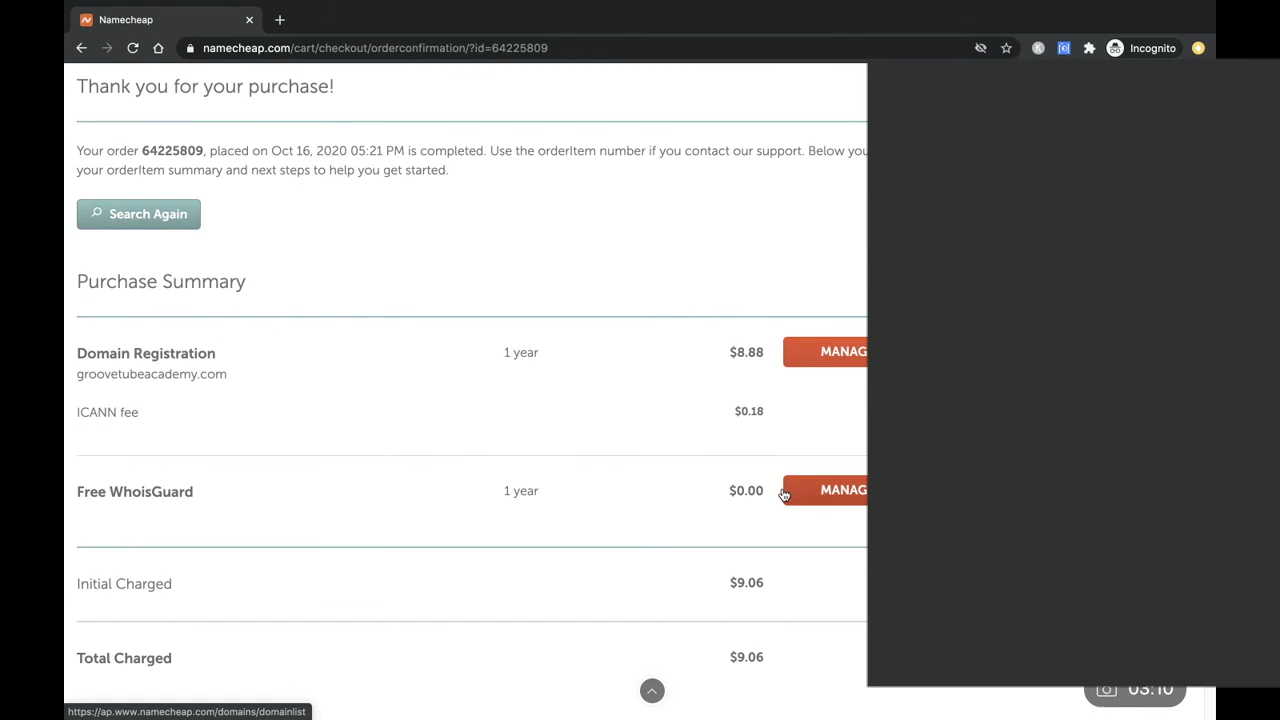 Namecheap
namecheap.com/cart/checkout/orderconfirmation/?id=64225809
Incognito
Thank you for your purchase!
Your order 64225809, placed on Oct 16, 2020 05:21 PM is completed. Use the orderItem number if you contact our support. Below you
your orderItem summary and next steps to help you get started.
Search Again
Purchase Summary
Domain Registration 1 year $8.88 MANAG
groovetubeacademy.com
ICANN fee $0.18
Free WhoisGuard 1 year $0.00 MANAG
Initial Charged $9.06
Total Charged $9.06
03:10
https://ap.www.namecheap.com/domains/domainlist